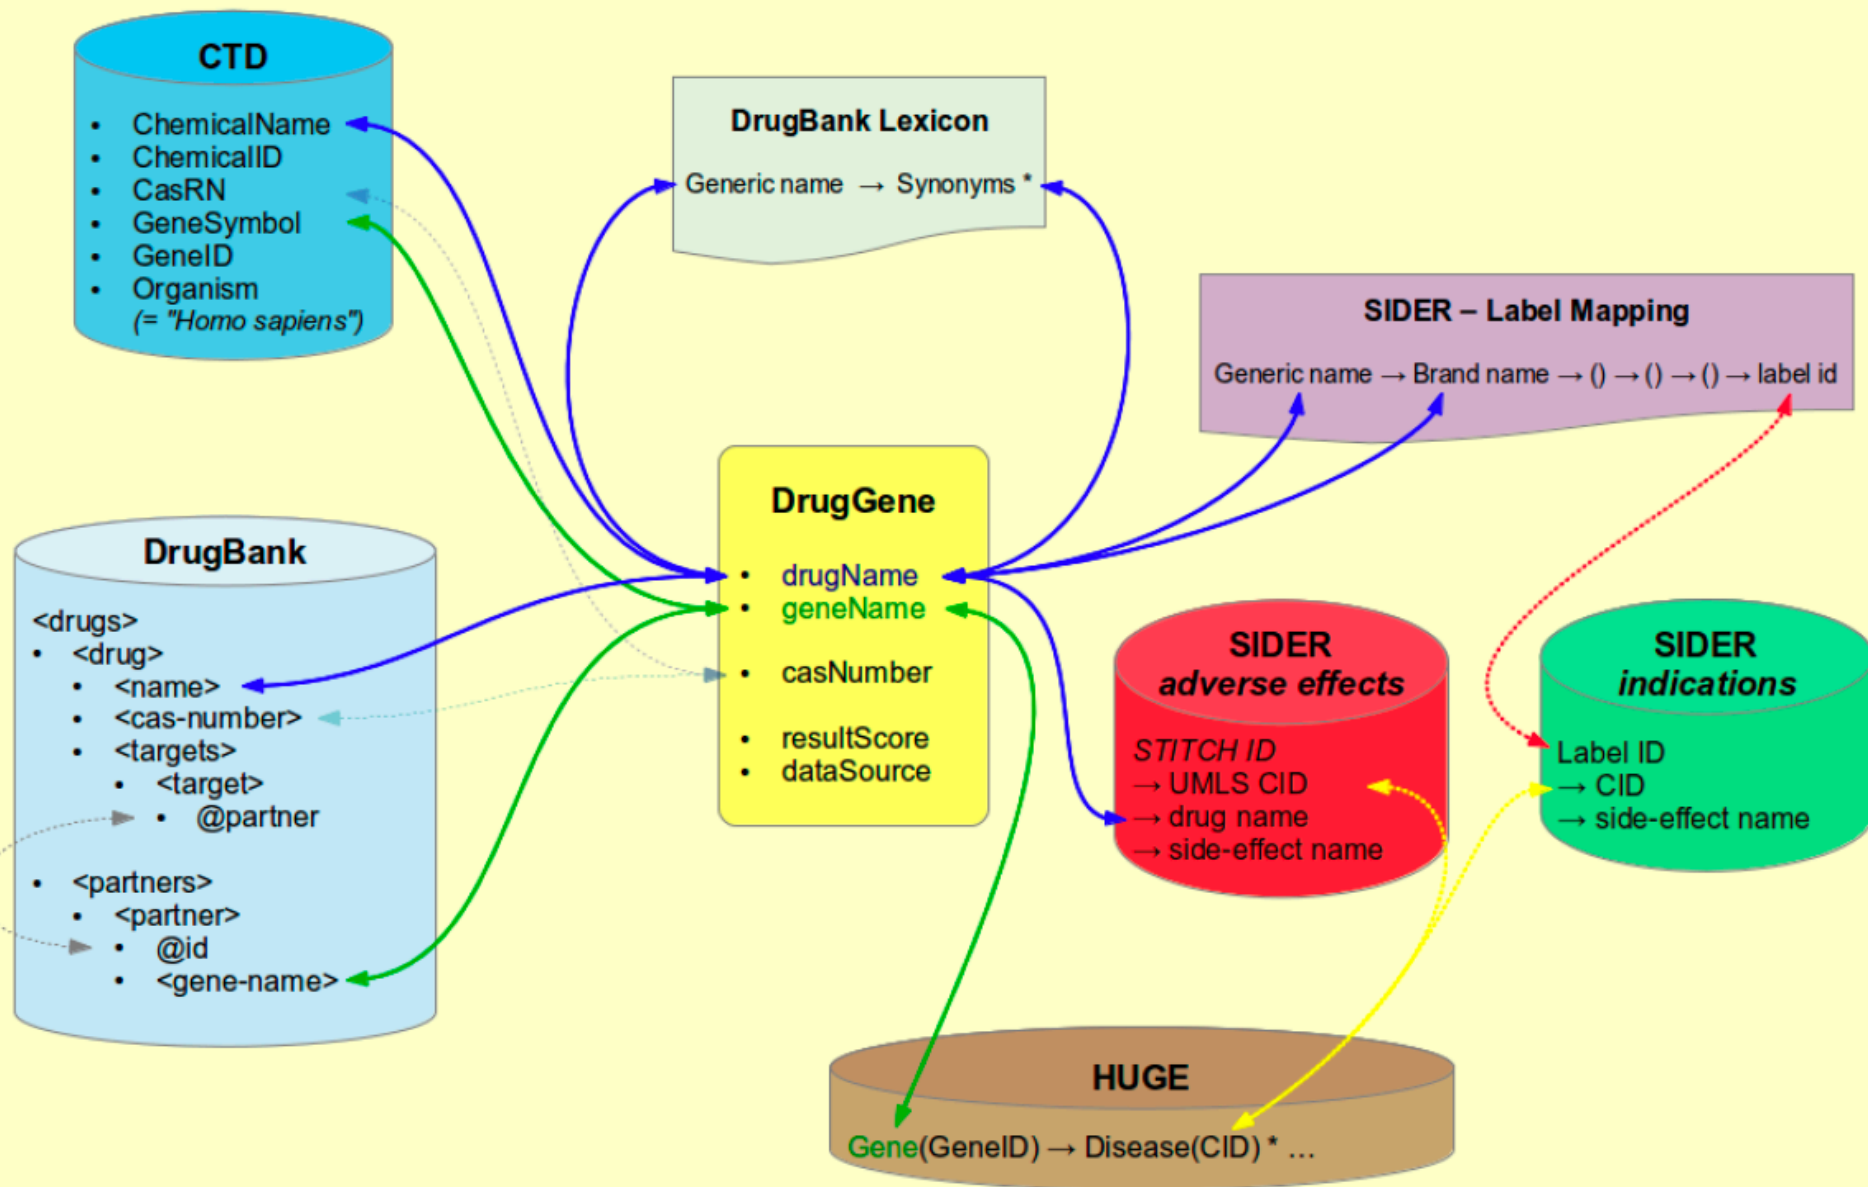 CTD
• ChemicalName
• ChemicalID
• CasRN
• GeneSymbol
• GeneID
• Organism
(= "Homo sapiens")
DrugBank Lexicon
Generic name → Synonyms *
SIDER – Label Mapping
Generic name → Brand name → () → () → () → label id
DrugGene
• drugName
• geneName
• casNumber
• resultScore
• dataSource
DrugBank
<drugs>
• <drug>
• <name>
• <cas-number>
• <targets>
• <target>
• @partner
• <partners>
• <partner>
• @id
• <gene-name>
SIDER
adverse effects
STITCH ID
→ UMLS CID
→ drug name
→ side-effect name
SIDER
indications
Label ID
→ CID
→ side-effect name
HUGE
Gene(GeneID) → Disease(CID) * ...